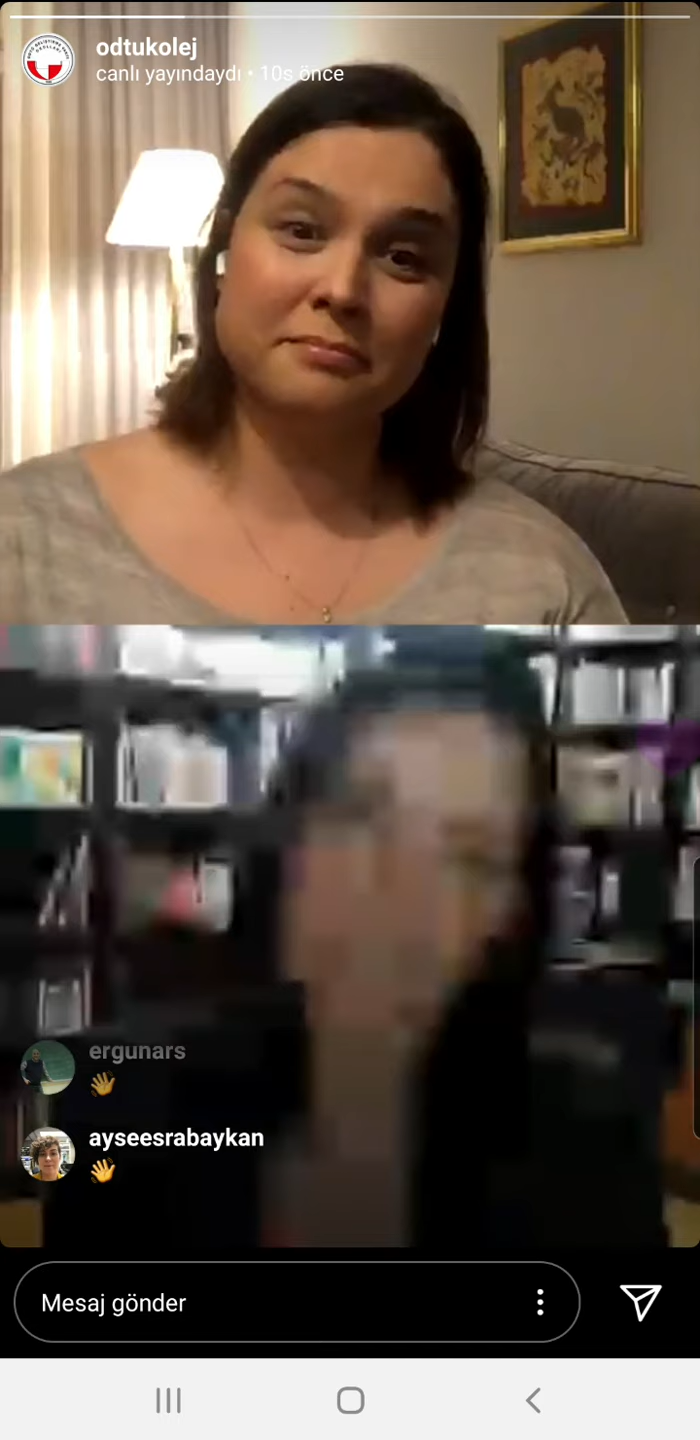 odtukolej
canlı yayındaydı • 10s önce
ergunars
👋
ayseesrabaykan
👋
Mesaj gönder